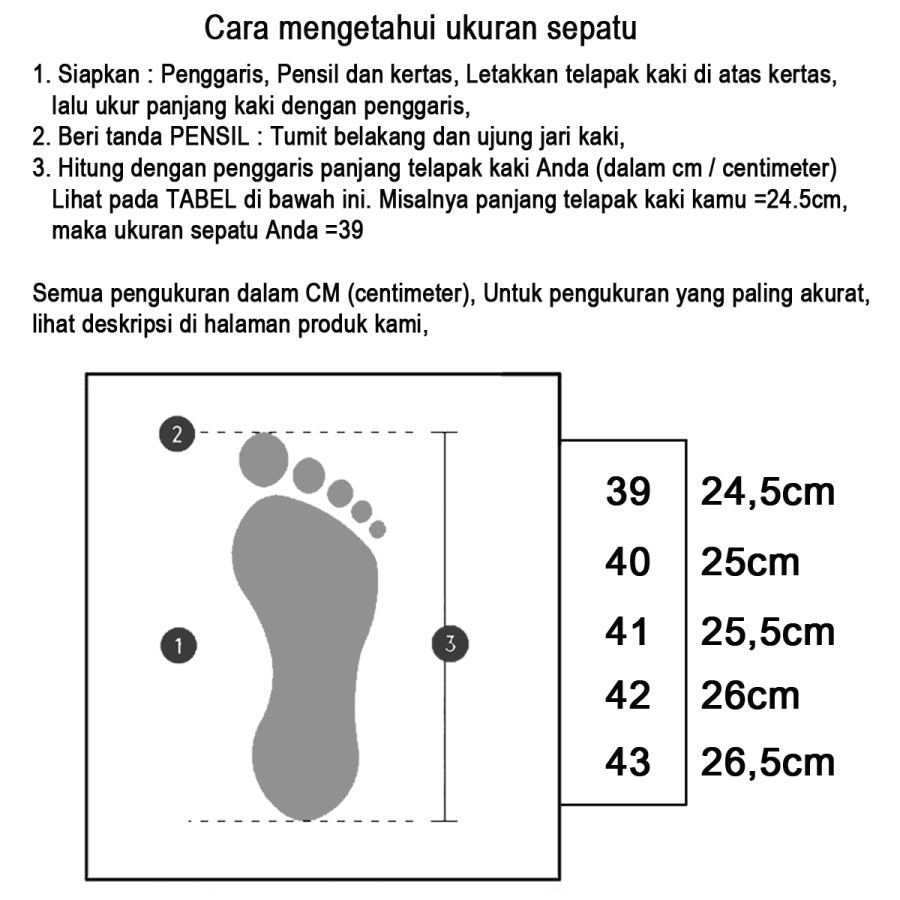 Cara mengetahui ukuran sepatu
1. Siapkan : Penggaris, Pensil dan kertas, Letakkan telapak kaki di atas kertas,
lalu ukur panjang kaki dengan penggaris,
2. Beri tanda PENSIL : Tumit belakang dan ujung jari kaki,
3. Hitung dengan penggaris panjang telapak kaki Anda (dalam cm / centimeter)
Lihat pada TABEL di bawah ini. Misalnya panjang telapak kaki kamu =24.5cm,
maka ukuran sepatu Anda =39
Semua pengukuran dalam CM (centimeter), Untuk pengukuran yang paling akurat,
lihat deskripsi di halaman produk kami,
2
39 24,5cm
40 25cm
1
3
41 25,5cm
42 26cm
43 26,5cm